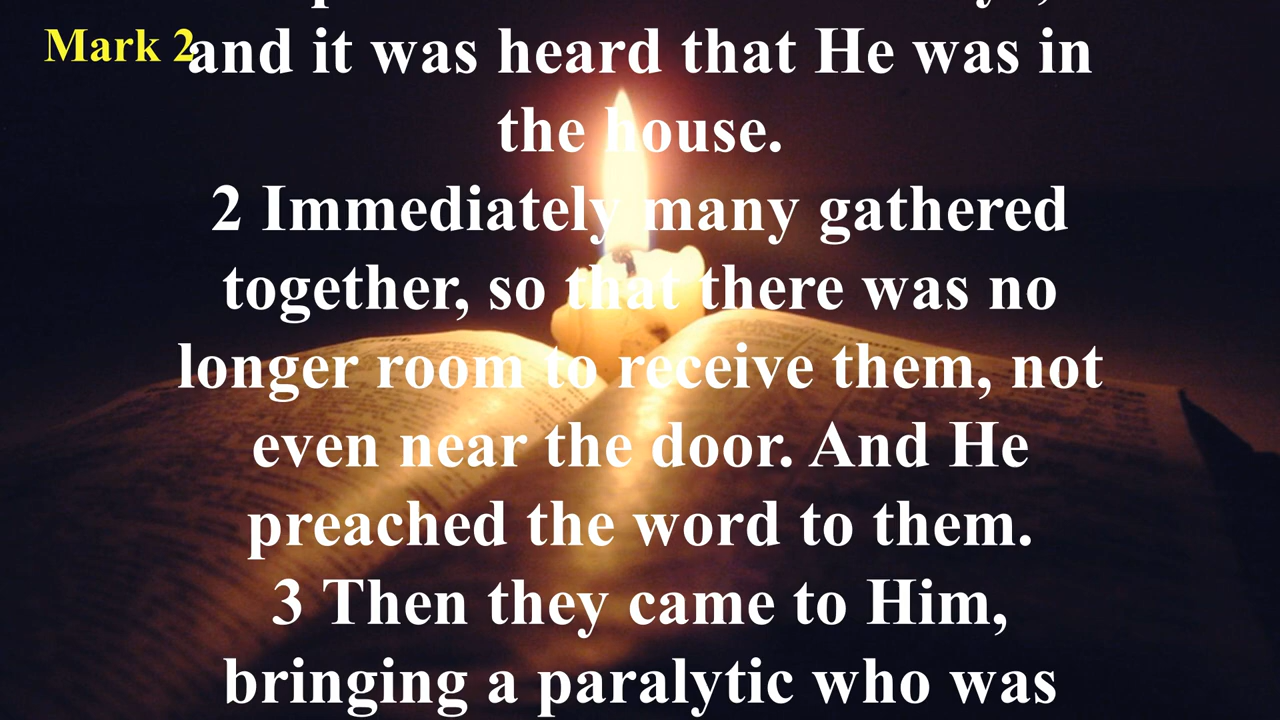 Mark 2
and it was heard that He was in
the house.
2 Immediately many gathered
together, so that there was no
longer room to receive them, not
even near the door. And He
preached the word to them.
3 Then they came to Him,
bringing a paralytic who was